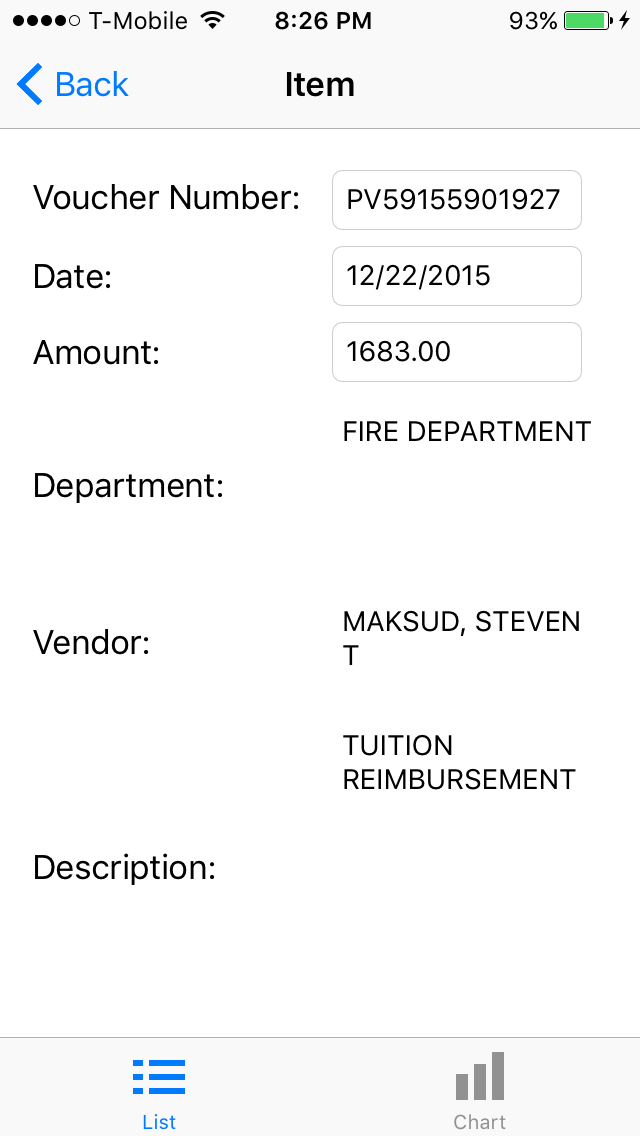 T-Mobile 8:26 PM 93%
Back Item
Voucher Number: PV59155901927
Date: 12/22/2015
Amount: 1683.00
FIRE DEPARTMENT
Department:
MAKSUD, STEVEN
Vendor:
T
TUITION
REIMBURSEMENT
Description:
List Chart